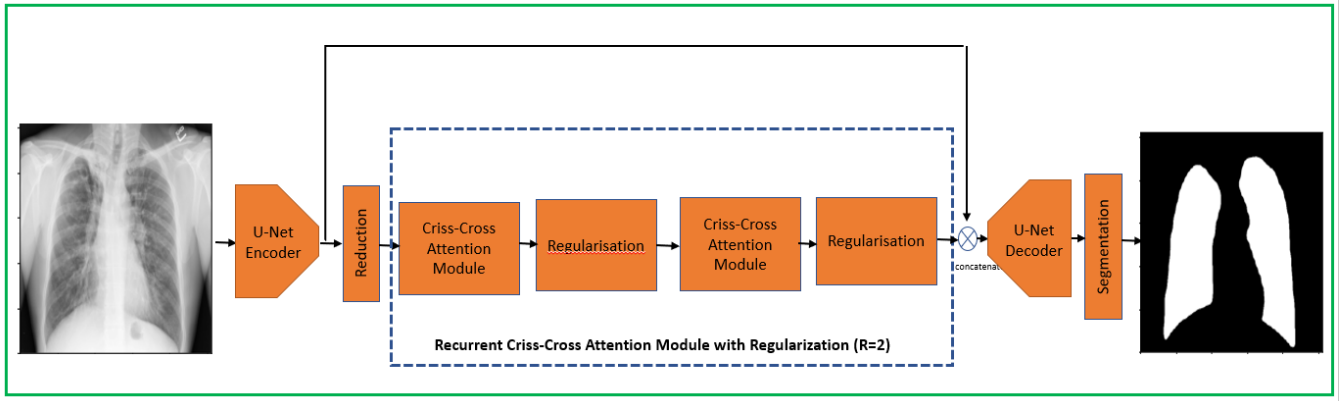 U-Net
Encoder
Reduction
Criss-Cross
Attention
Module
Regularisation
Criss-Cross
Attention
Module
Regularisation
concatenat
U-Net
Decoder
Segmentation
Recurrent Criss-Cross Attention Module with Regularization (R=2)